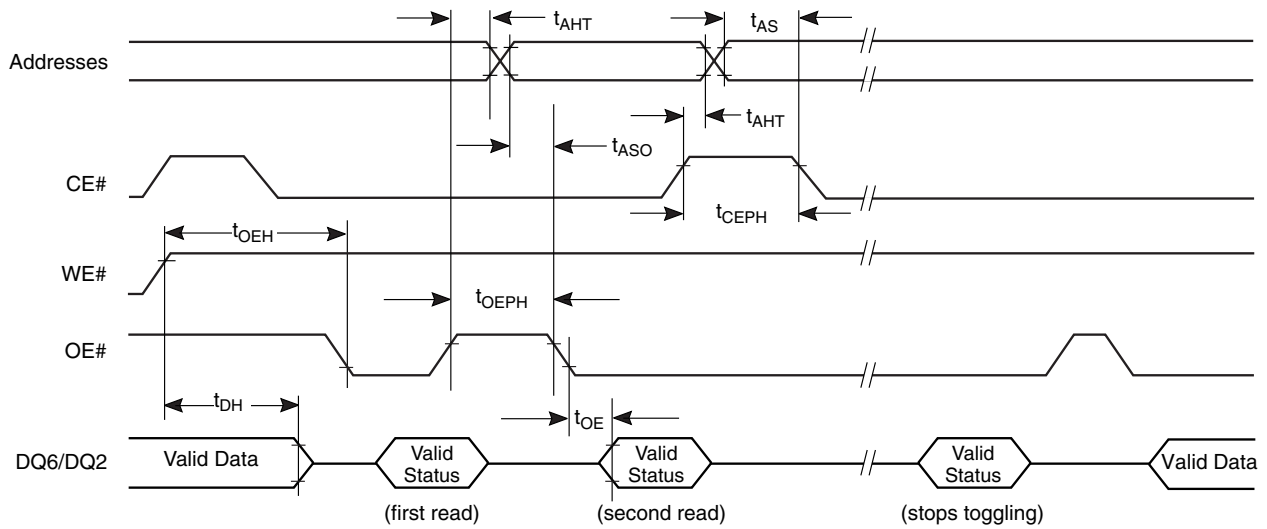 tAHT
tAS
Addresses
tAHT
tASO
CE#
tCEPH
tOEH
WE#
tOEPH
OE#
tDH
tOE
DQ6/DQ2
Valid Data
Valid
Status
Valid
Status
Valid
Status
Valid Data
(first read)
(second read)
(stops toggling)